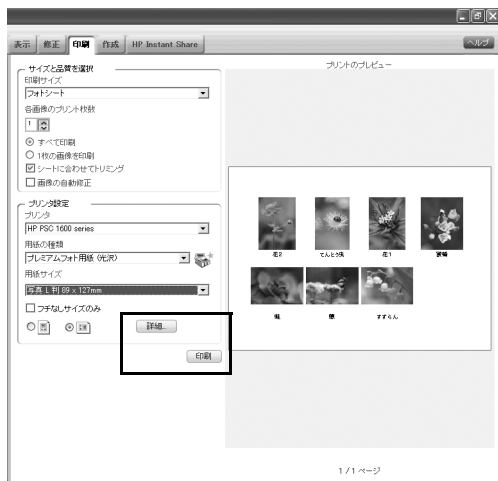 表示 修正 印刷 作成 HP Instant Share ヘルプ
サイズと品質を選択
印刷サイズ
フォトシート
各画像のプリント枚数
1
すべて印刷
1枚の画像を印刷
シートに合わせてトリミング
画像の自動修正
プリンタ設定
プリンタ
HP PSC 1600 series
用紙の種類
プレミアムフォト用紙 (光沢)
用紙サイズ
写真 L 判 89 x 127mm
フチなしサイズのみ
詳細...
印刷
プリントのプレビュー
花2 てんとう虫 花1
すずらん
1 / 1 ページ